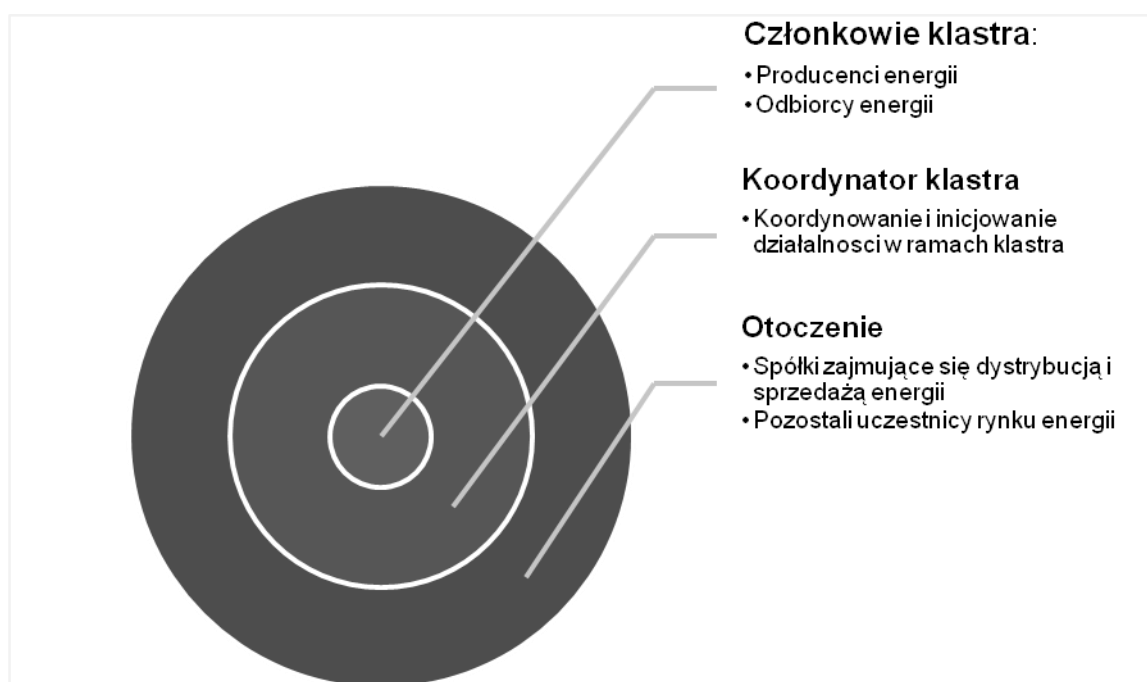 Członkowie klastra:
• Producenci energii
• Odbiorcy energii
Koordynator klastra
• Koordynowanie i inicjowanie
działalnosci w ramach klastra
Otoczenie
• Spółki zajmujące się dystrybucją i
sprzedażą energii
• Pozostali uczestnicy rynku energii